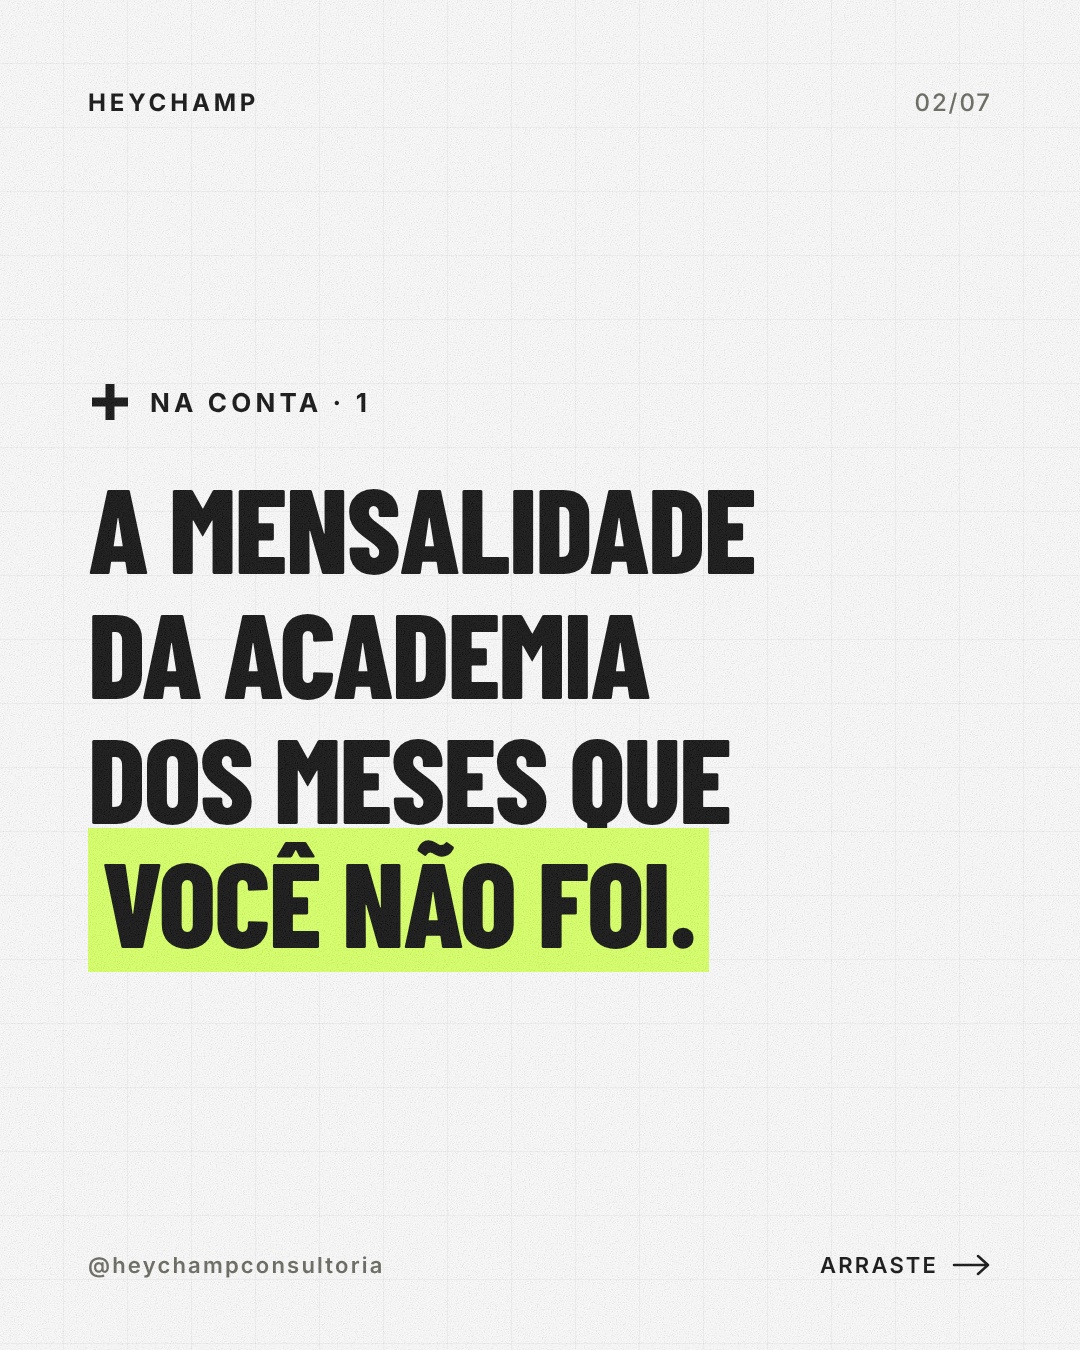 HEYCHAMP
02/07
+ NA CONTA · 1
A MENSALIDADE
DA ACADEMIA
DOS MESES QUE
VOCÊ NÃO FOI.
@heychampconsultoria
ARRASTE →